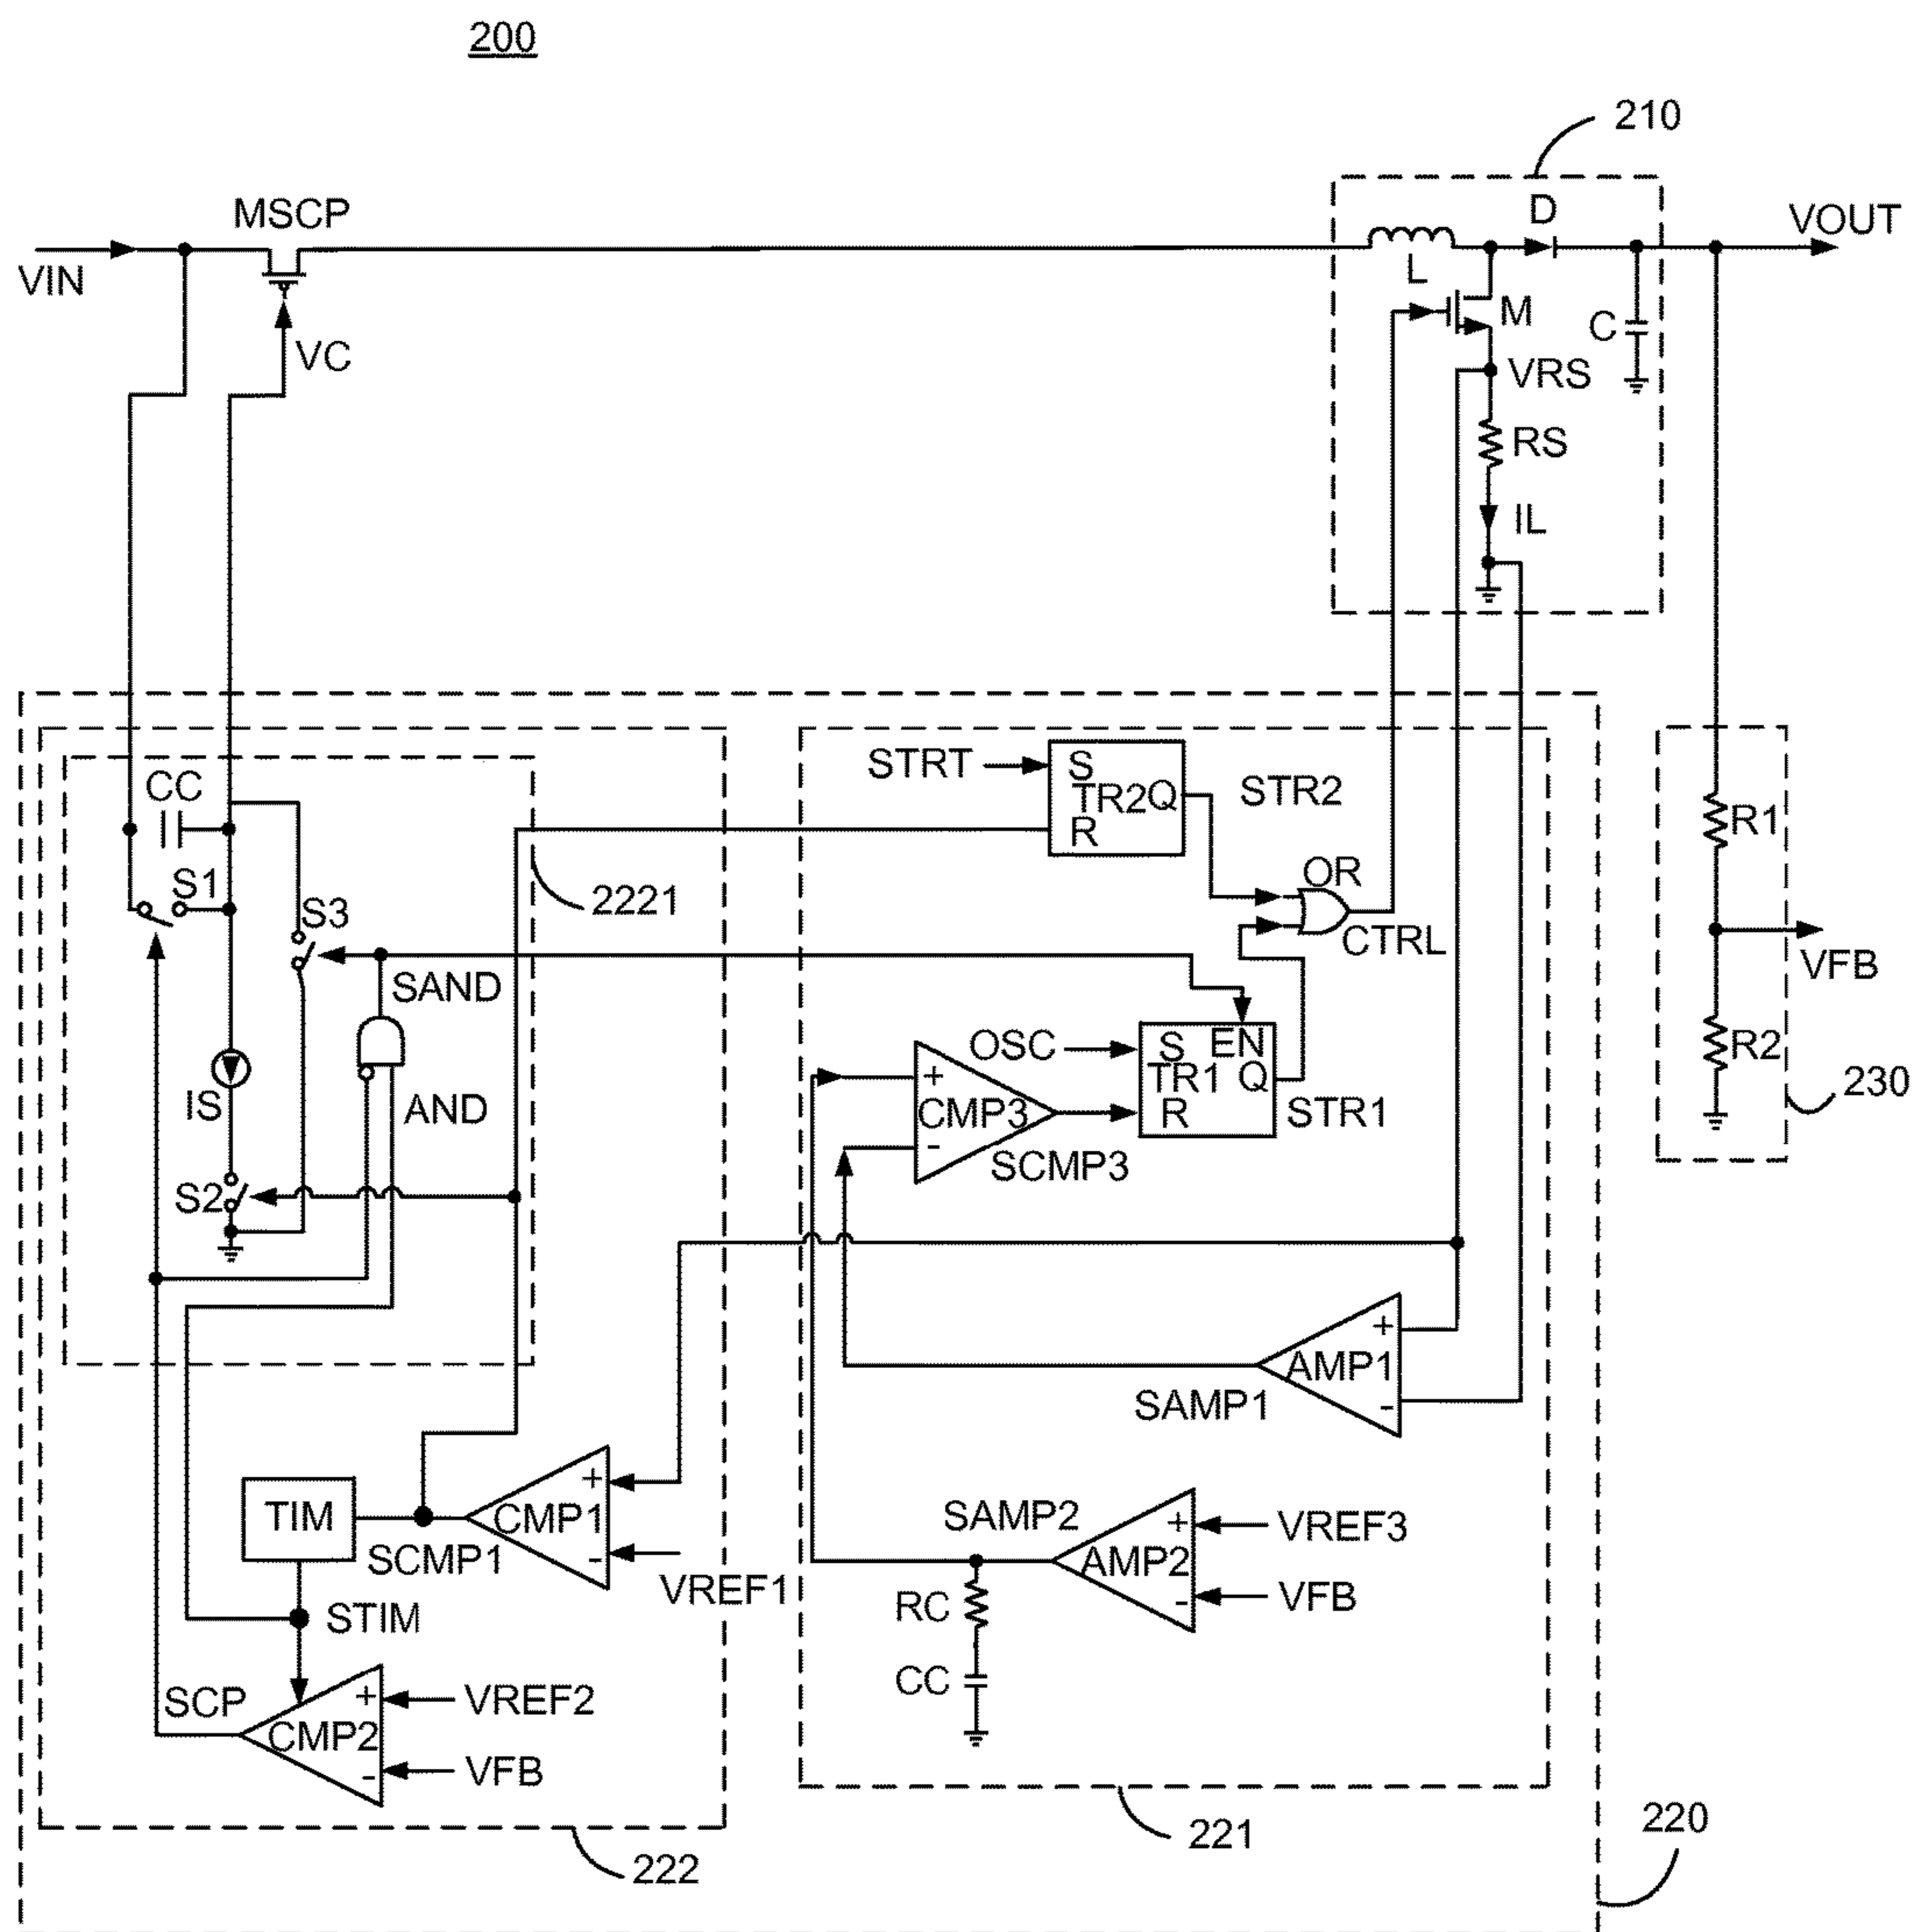 200
210
MSCP
D
VOUT
VIN
L
M
C
VC
VRS
RS
IL
CC
STRT
S
TR2
Q
R
STR2
R1
S1
2221
OR
S3
CTRL
VFB
SAND
OSC
S
EN
TR1
Q
R
STR1
R2
230
IS
AND
+
CMP3
-
SCMP3
S2
+
AMP1
-
SAMP1
TIM
SCMP1
+
CMP1
-
VREF1
SAMP2
+
AMP2
-
VREF3
VFB
RC
CC
STIM
SCP
+
CMP2
-
VREF2
VFB
221
220
222